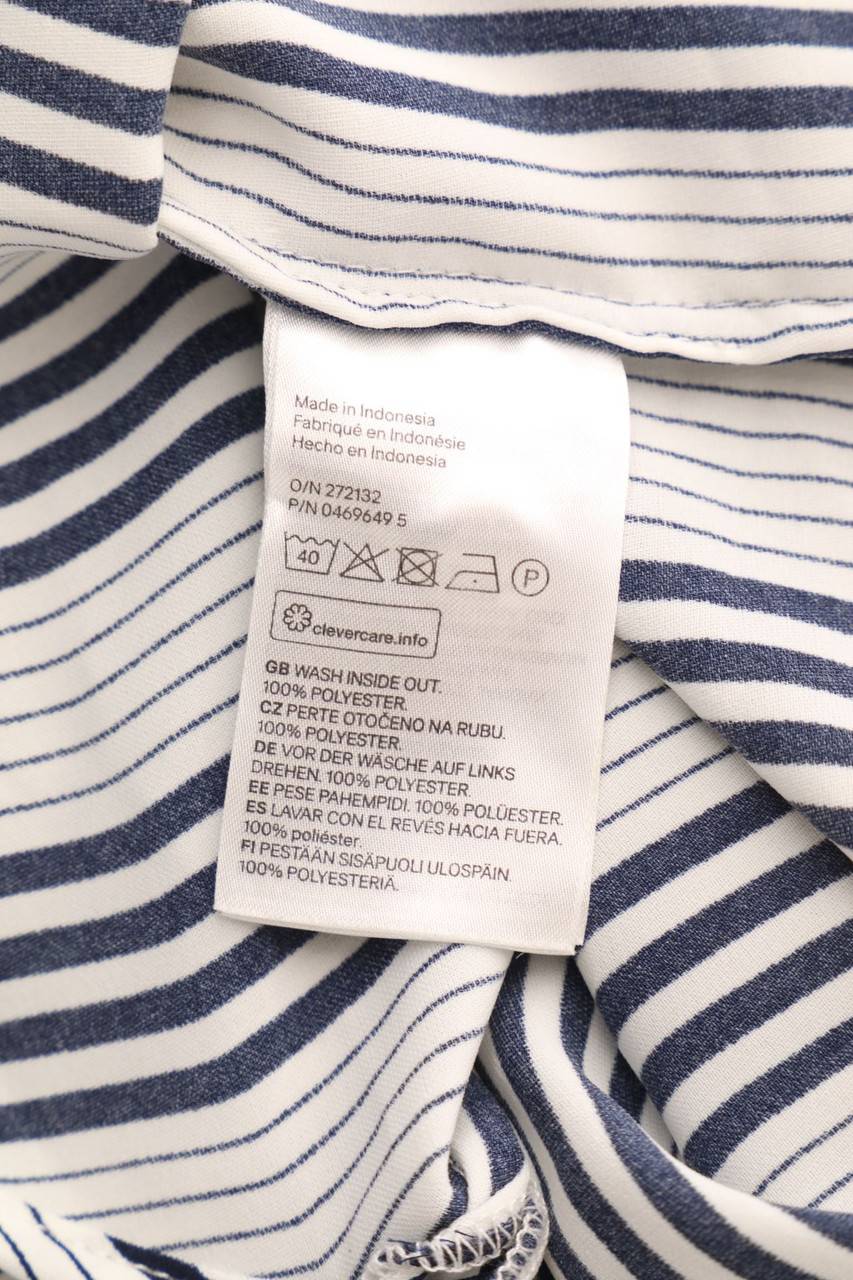 Made in Indonesia
Fabriqué en Indonésie
Hecho en Indonesia
O/N 272132
P/N 0469649 5
40 P
clevercare.info
GB WASH INSIDE OUT.
100% POLYESTER.
CZ PERTE OTOČENO NA RUBU.
100% POLYESTER.
DE VOR DER WÄSCHE AUF LINKS
DREHEN. 100% POLYESTER.
EE PESE PAHEMPIDI. 100% POLÜESTER.
ES LAVAR CON EL REVÉS HACIA FUERA.
100% poliéster.
FI PESTÄÄN SISÄPUOLI ULOSPÄIN.
100% POLYESTERIÄ.